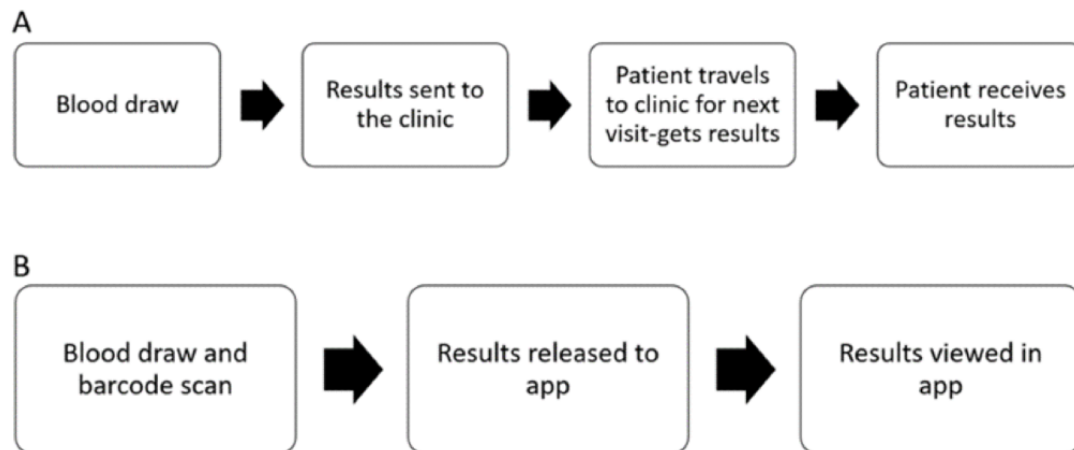 A
Blood draw
Results sent to
the clinic
Patient travels
to clinic for next
visit-gets results
Patient receives
results
B
Blood draw and
barcode scan
Results released to
app
Results viewed in
app